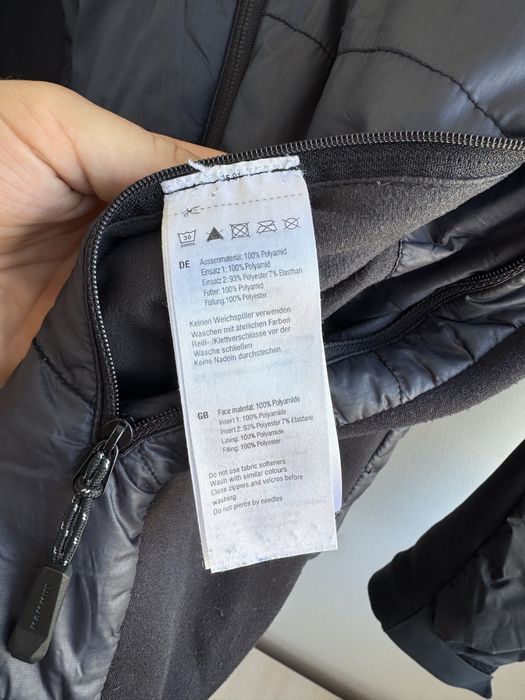 30
DE
Aussenmaterial: 100% Polyamid
Einsatz 1: 100% Polyamid
Einsatz 2: 93% Polyester 7% Elasthan
Futter: 100% Polyamid
Füllung: 100% Polyester
Keinen Weichspüler verwenden
Waschen mit ähnlichen Farben
Reiß- /Klettverschlüsse vor der
Wäsche schließen
Keine Nadeln durchstechen
GB
Face material: 100% Polyamide
Insert 1: 100% Polyamide
Insert 2: 93% Polyester 7% Elastane
Lining: 100% Polyamide
Filling: 100% Polyester
Do not use fabric softeners
Wash with similar colours
Close zippers and velcros before
washing
Do not pierce by needles